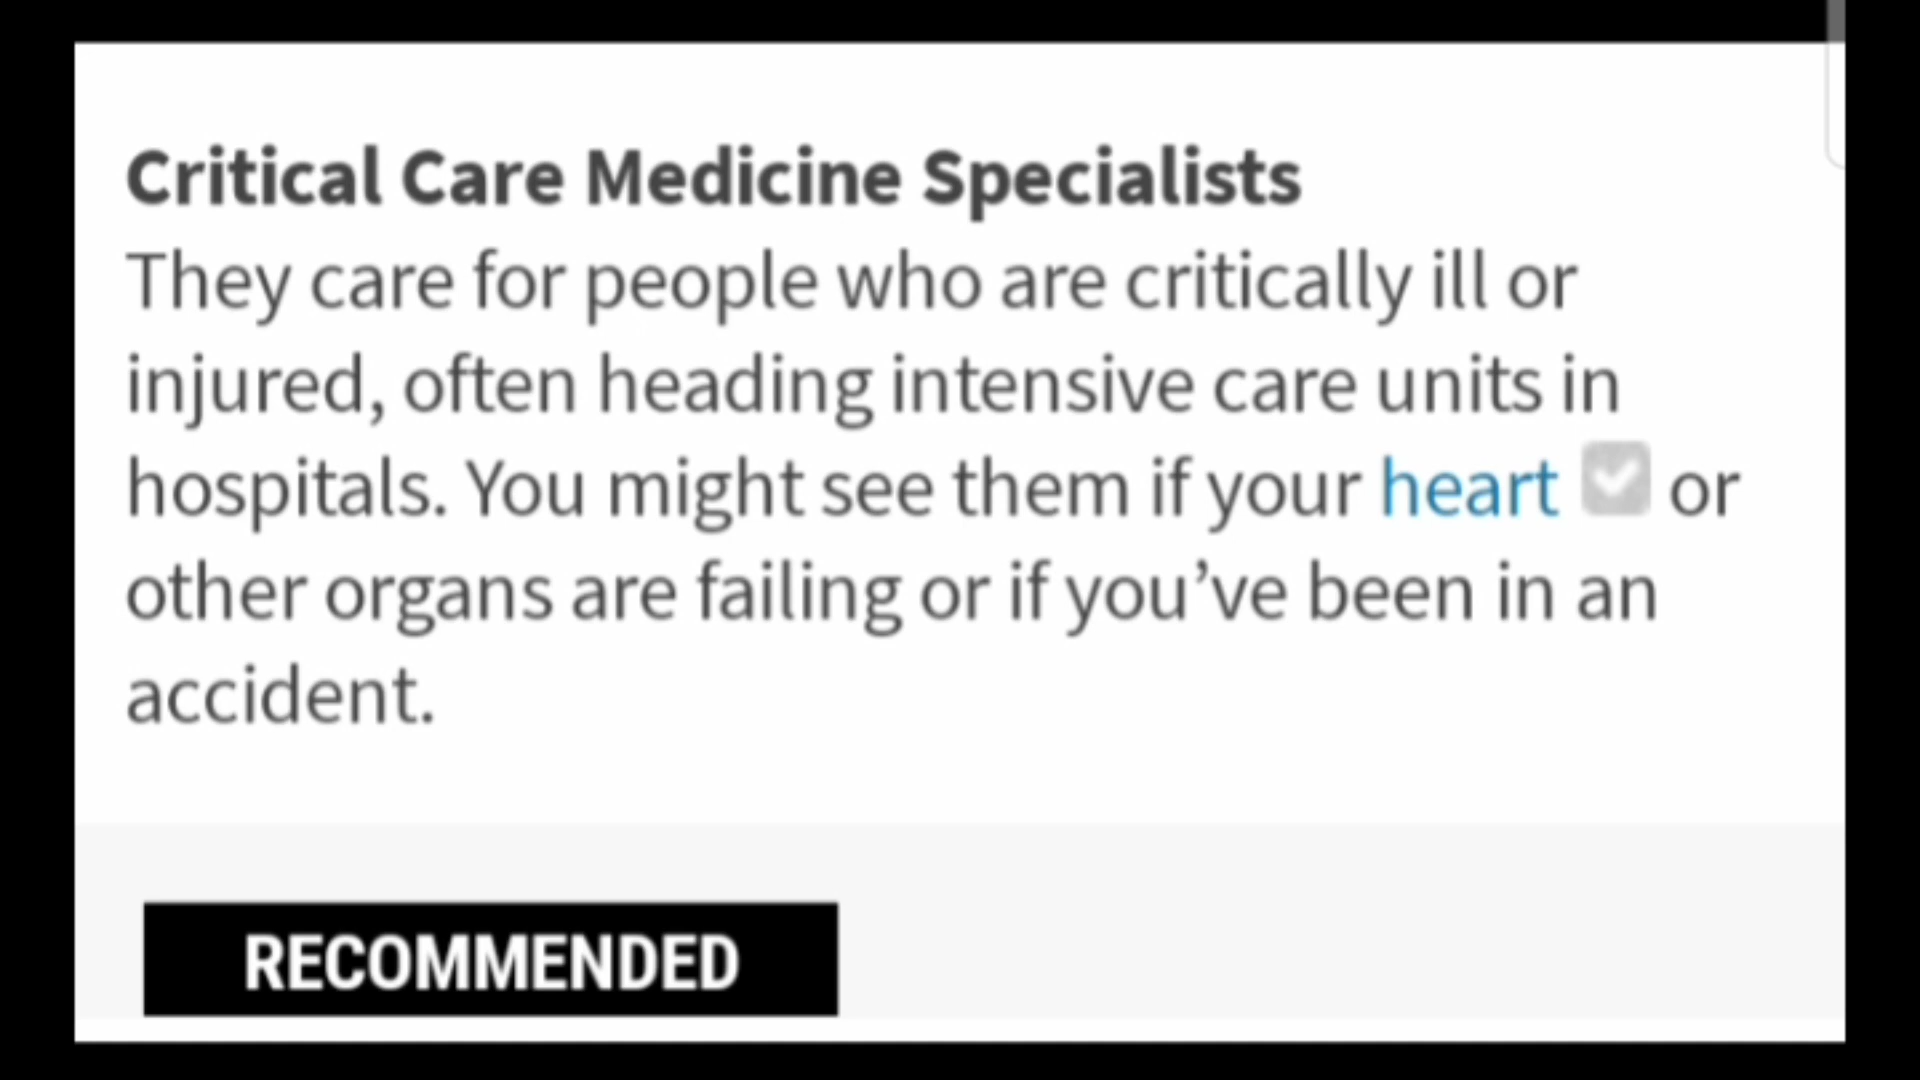 Critical Care Medicine Specialists
They care for people who are critically ill or
injured, often heading intensive care units in
hospitals. You might see them if your heart or
other organs are failing or if you’ve been in an
accident.
RECOMMENDED